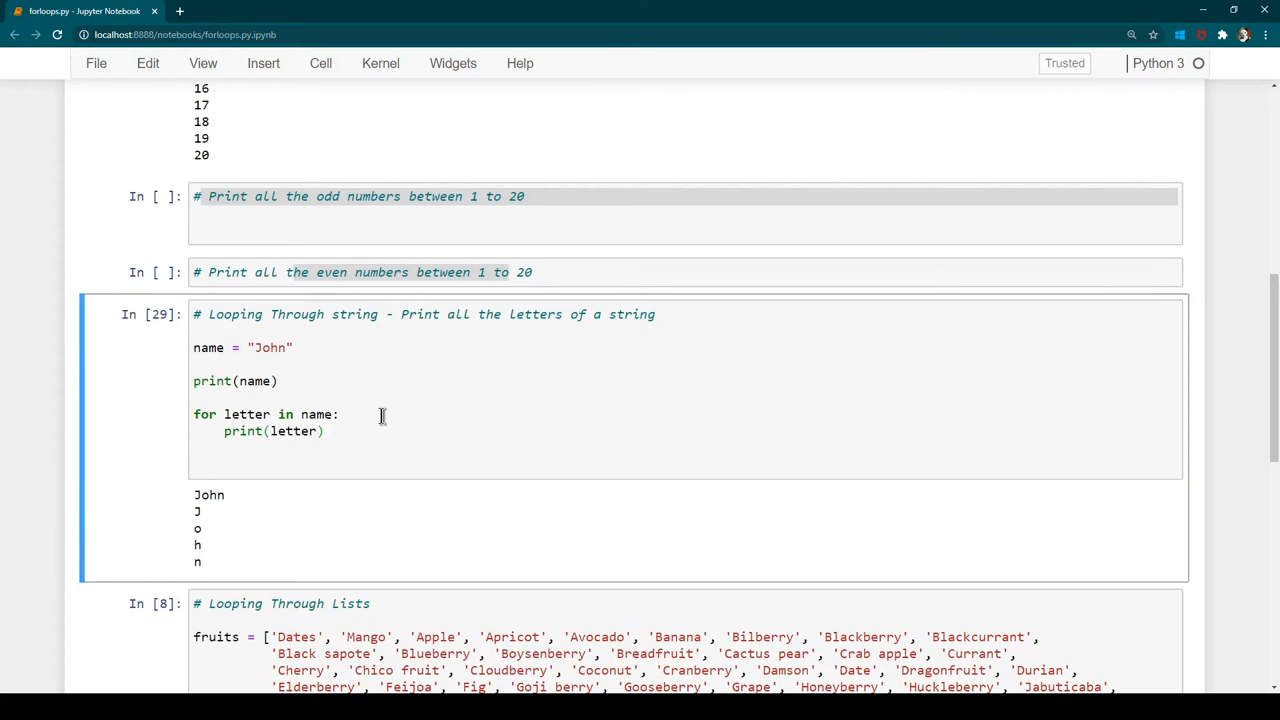 forloops.py - Jupyter Notebook
localhost:8888/notebooks/forloops.py.ipynb
File Edit View Insert Cell Kernel Widgets Help Trusted Python 3
16
17
18
19
20
In [ ]: # Print all the odd numbers between 1 to 20
In [ ]: # Print all the even numbers between 1 to 20
In [29]: # Looping Through string - Print all the letters of a string
name = "John"
print(name)
for letter in name:
    print(letter)
John
J
o
h
n
In [8]: # Looping Through Lists
fruits = ['Dates', 'Mango', 'Apple', 'Apricot', 'Avocado', 'Banana', 'Bilberry', 'Blackberry', 'Blackcurrant',
'Black sapote', 'Blueberry', 'Boysenberry', 'Breadfruit', 'Cactus pear', 'Crab apple', 'Currant',
'Cherry', 'Chico fruit', 'Cloudberry', 'Coconut', 'Cranberry', 'Damson', 'Date', 'Dragonfruit', 'Durian',
'Elderberry', 'Feijoa', 'Fig', 'Goji berry', 'Gooseberry', 'Grape', 'Honeyberry', 'Huckleberry', 'Jabuticaba',